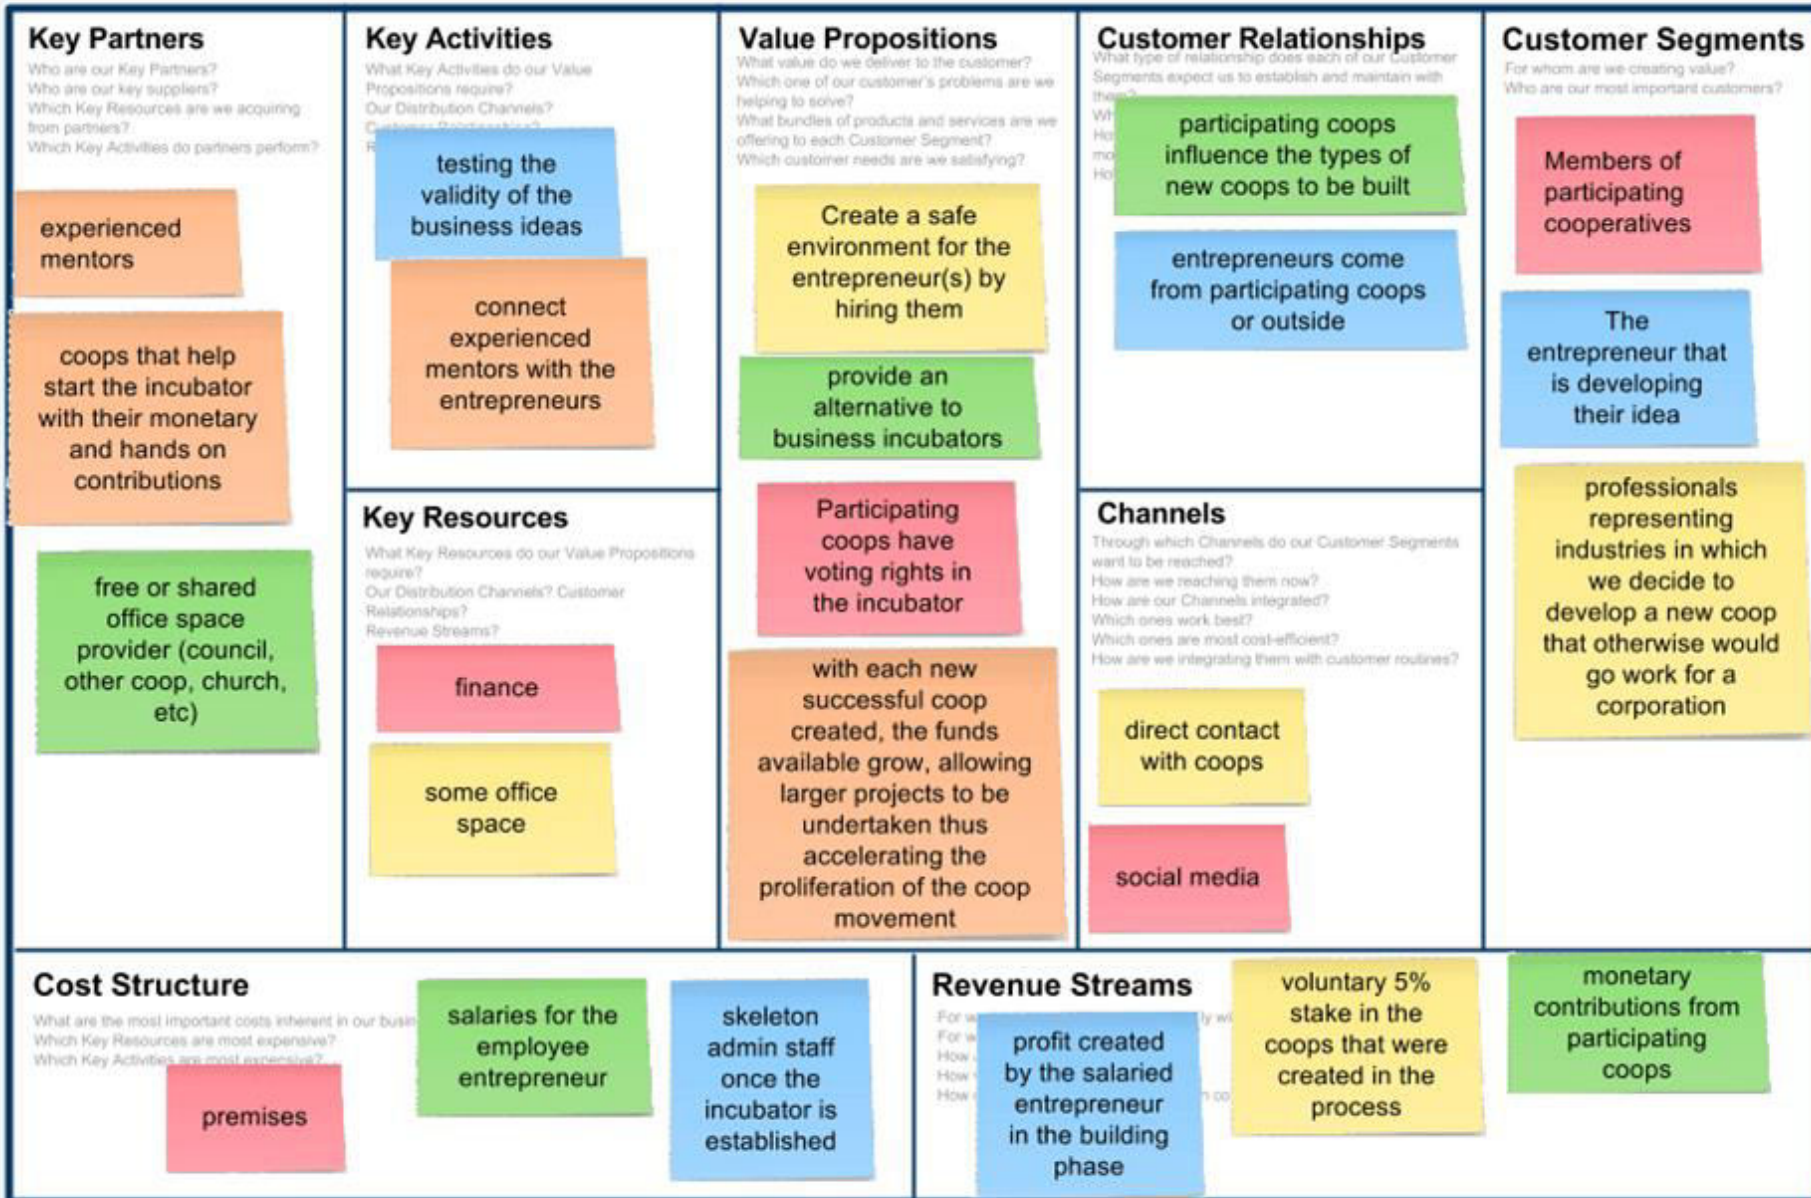 Key Partners
Who are our Key Partners?
Who are our key suppliers?
Which Key Resources are we acquiring
from partners?
Which Key Activities do partners perform?
experienced
mentors
coops that help
start the incubator
with their monetary
and hands on
contributions
free or shared
office space
provider (council,
other coop, church,
etc)
Key Activities
What Key Activities do our Value
Propositions require?
Our Distribution Channels?
Customer Relationships?
testing the
validity of the
business ideas
connect
experienced
mentors with the
entrepreneurs
Key Resources
What Key Resources do our Value Propositions
require?
Our Distribution Channels? Customer
Relationships?
Revenue Streams?
finance
some office
space
Value Propositions
What value do we deliver to the customer?
Which one of our customer's problems are we
helping to solve?
What bundles of products and services are we
offering to each Customer Segment?
Which customer needs are we satisfying?
Create a safe
environment for the
entrepreneur(s) by
hiring them
provide an
alternative to
business incubators
Participating
coops have
voting rights in
the incubator
with each new
successful coop
created, the funds
available grow, allowing
larger projects to be
undertaken thus
accelerating the
proliferation of the coop
movement
Customer Relationships
What type of relationship does each of our Customer
Segments expect us to establish and maintain with
them?
participating coops
influence the types of
new coops to be built
entrepreneurs come
from participating coops
or outside
Channels
Through which Channels do our Customer Segments
want to be reached?
How are we reaching them now?
How are our Channels integrated?
Which ones work best?
Which ones are most cost-efficient?
How are we integrating them with customer routines?
direct contact
with coops
social media
Customer Segments
For whom are we creating value?
Who are our most important customers?
Members of
participating
cooperatives
The
entrepreneur that
is developing
their idea
professionals
representing
industries in which
we decide to
develop a new coop
that otherwise would
go work for a
corporation
Cost Structure
What are the most important costs inherent in our busin
Which Key Resources are most expensive?
Which Key Activities are most expensive?
premises
salaries for the
employee
entrepreneur
skeleton
admin staff
once the
incubator is
established
Revenue Streams
For w
For w
How
How
How
profit created
by the salaried
entrepreneur
in the building
phase
voluntary 5%
stake in the
coops that were
created in the
process
monetary
contributions from
participating
coops